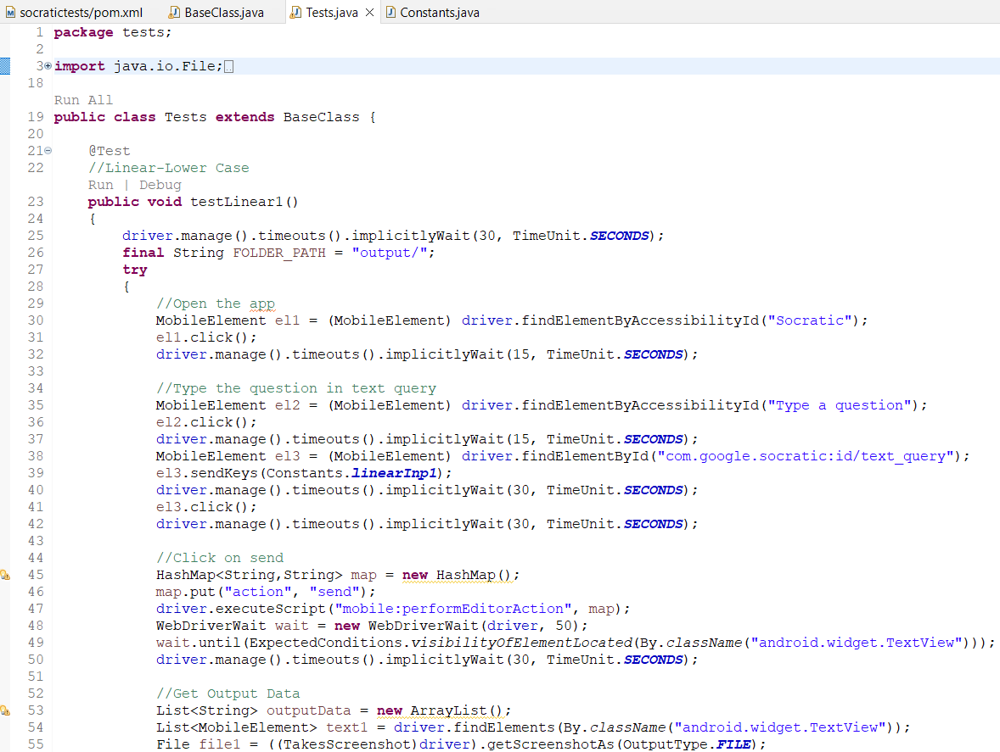 socratictests/pom.xml BaseClass.java Tests.java Constants.java
1 package tests;
2
3 import java.io.File;
18
Run All
19 public class Tests extends BaseClass {
20
21 @Test
22 //Linear-Lower Case
Run | Debug
23 public void testLinear1()
24 {
25 driver.manage().timeouts().implicitlyWait(30, TimeUnit.SECONDS);
26 final String FOLDER_PATH = "output/";
27 try
28 {
29 //Open the app
30 MobileElement el1 = (MobileElement) driver.findElementByAccessibilityId("Socratic");
31 el1.click();
32 driver.manage().timeouts().implicitlyWait(15, TimeUnit.SECONDS);
33
34 //Type the question in text query
35 MobileElement el2 = (MobileElement) driver.findElementByAccessibilityId("Type a question");
36 el2.click();
37 driver.manage().timeouts().implicitlyWait(15, TimeUnit.SECONDS);
38 MobileElement el3 = (MobileElement) driver.findElementById("com.google.socratic:id/text_query");
39 el3.sendKeys(Constants.linearInp1);
40 driver.manage().timeouts().implicitlyWait(30, TimeUnit.SECONDS);
41 el3.click();
42 driver.manage().timeouts().implicitlyWait(30, TimeUnit.SECONDS);
43
44 //Click on send
45 HashMap<String,String> map = new HashMap();
46 map.put("action", "send");
47 driver.executeScript("mobile:performEditorAction", map);
48 WebDriverWait wait = new WebDriverWait(driver, 50);
49 wait.until(ExpectedConditions.visibilityOfElementLocated(By.className("android.widget.TextView")));
50 driver.manage().timeouts().implicitlyWait(30, TimeUnit.SECONDS);
51
52 //Get Output Data
53 List<String> outputData = new ArrayList();
54 List<MobileElement> text1 = driver.findElements(By.className("android.widget.TextView"));
55 File file1 = ((TakesScreenshot)driver).getScreenshotAs(OutputType.FILE);